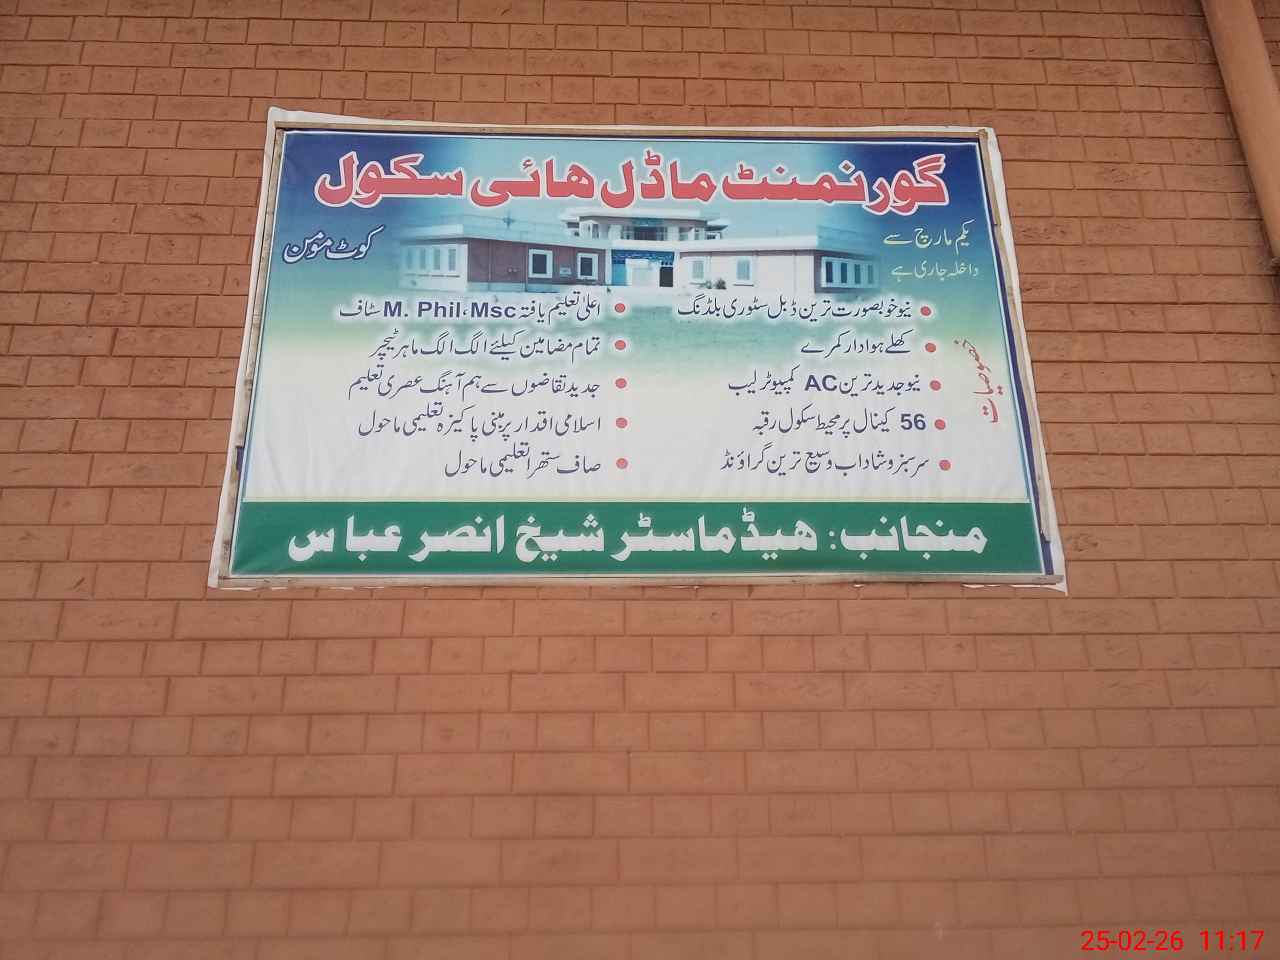 گورنمنٹ ماڈل ھائی سکول
کوٹ مومن
یکم مارچ سے
داخلہ جاری ہے
خصوصیات
نیو خوبصورت ترین ڈبل سٹوری بلڈنگ
کھلے ہوادار کمرے
نیو جدید ترین AC کمپیوٹر لیب
56 کینال پر محیط سکول رقبہ
سرسبز و شاداب وسیع ترین گراؤنڈ
اعلیٰ تعلیم یافتہ M. Phil، Msc سٹاف
تمام مضامین کیلئے الگ الگ ماہر ٹیچر
جدید تقاضوں سے ہم آہنگ عصری تعلیم
اسلامی اقدار پر مبنی پاکیزہ تعلیمی ماحول
صاف ستھرا تعلیمی ماحول
منجانب: ھیڈ ماسٹر شیخ انصر عباس
25-02-26 11:17